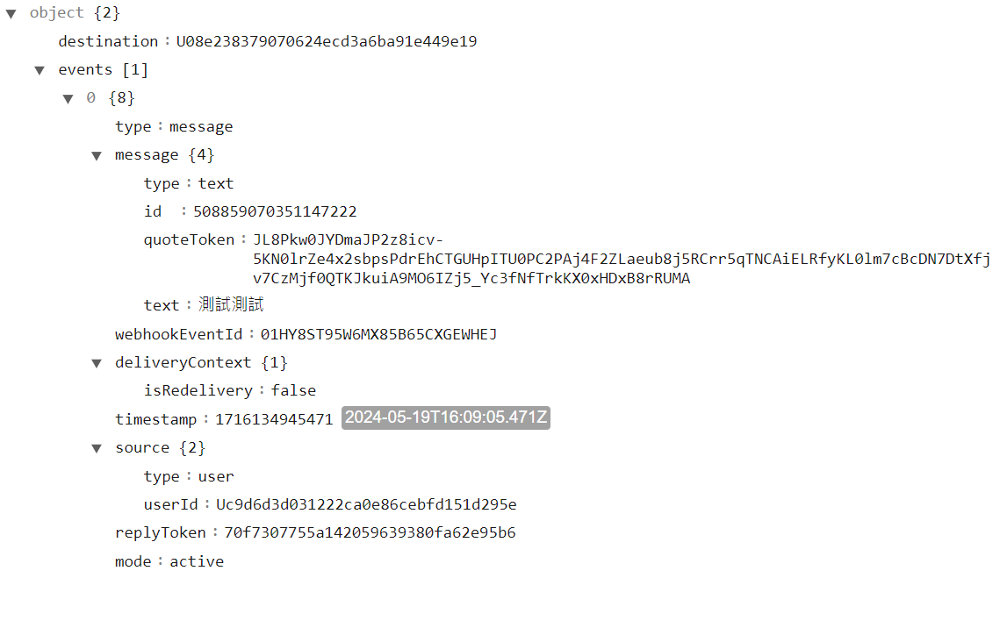 object {2}
destination : U08e238379070624ecd3a6ba91e449e19
events [1]
0 {8}
type : message
message {4}
type : text
id : 508859070351147222
quoteToken : JL8Pkw0JYDmaJP2z8icv-
5KN0lrZe4x2sbpsPdrEhCTGUHpITU0PC2PAj4F2ZLaeub8j5RCrr5qTNCAiELRfyKL0lm7cBcDN7DtXfj
v7CzMjf0QTKJkuiA9MO6IZj5_Yc3fNfTrkKX0xHDxB8rRUMA
text : 測試測試
webhookEventId : 01HY8ST95W6MX85B65CXGEWHEJ
deliveryContext {1}
isRedelivery : false
timestamp : 1716134945471 2024-05-19T16:09:05.471Z
source {2}
type : user
userId : Uc9d6d3d031222ca0e86cebfd151d295e
replyToken : 70f7307755a142059639380fa62e95b6
mode : active